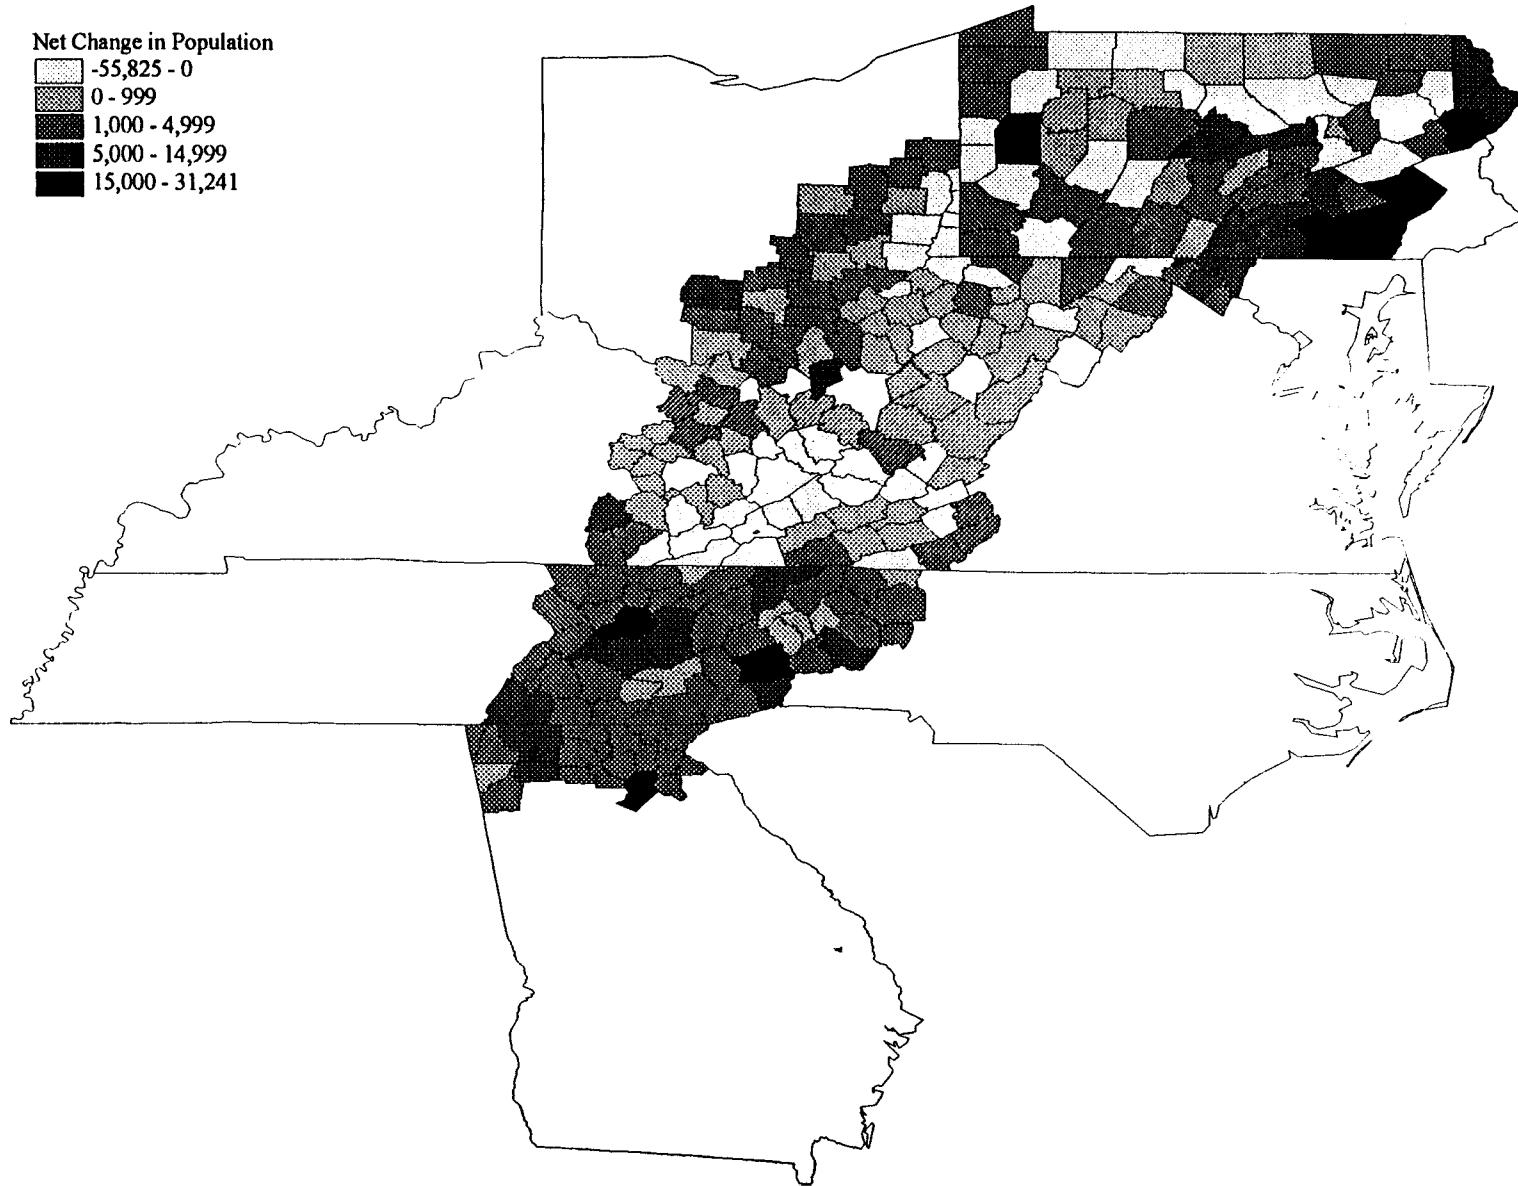 Net Change in Population
-55,825 - 0
0 - 999
1,000 - 4,999
5,000 - 14,999
15,000 - 31,241